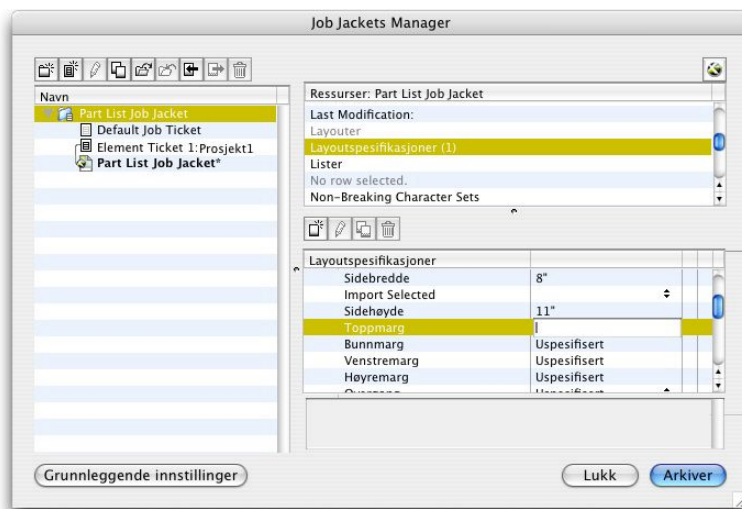 Job Jackets Manager
Navn
Part List Job Jacket
Default Job Ticket
Element Ticket 1:Prosjekt1
Part List Job Jacket*
Ressurser: Part List Job Jacket
Last Modification:
Layouter
Layoutspesifikasjoner (1)
Lister
No row selected.
Non-Breaking Character Sets
Layoutspesifikasjoner
Sidebredde 8"
Import Selected
Sidehøyde 11"
Toppmarg
Bunnmarg Uspesifisert
Venstremarg Uspesifisert
Høyremarg Uspesifisert
Grunnleggende innstillinger
Lukk
Arkiver